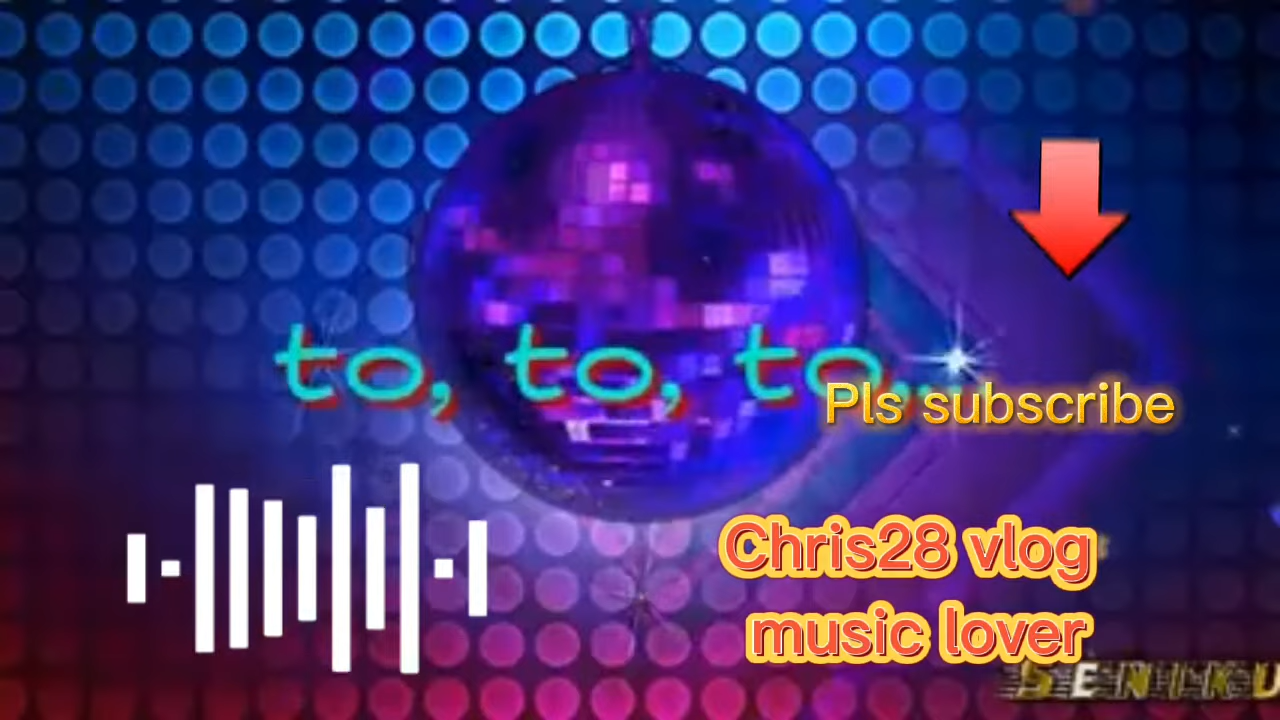 to, to, to...
Pls subscribe
Chris28 vlog
music lover